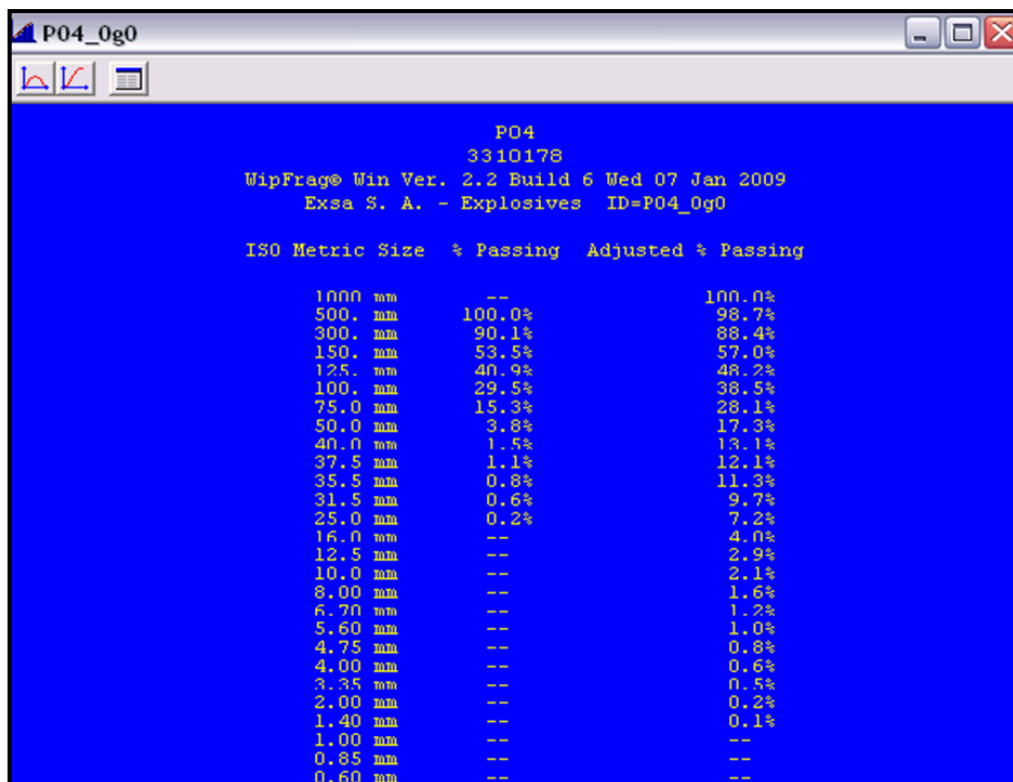 P04_0g0
P04
3310178
WipFrag© Win Ver. 2.2 Build 6 Wed 07 Jan 2009
Exsa S. A. - Explosives ID=P04_0g0
ISO Metric Size % Passing Adjusted % Passing
1000 mm -- 100.0%
500. mm 100.0% 98.7%
300. mm 90.1% 88.4%
150. mm 53.5% 57.0%
125. mm 40.9% 48.2%
100. mm 29.5% 38.5%
75.0 mm 15.3% 28.1%
50.0 mm 3.8% 17.3%
40.0 mm 1.5% 13.1%
37.5 mm 1.1% 12.1%
35.5 mm 0.8% 11.3%
31.5 mm 0.6% 9.7%
25.0 mm 0.2% 7.2%
16.0 mm -- 4.0%
12.5 mm -- 2.9%
10.0 mm -- 2.1%
8.00 mm -- 1.6%
6.70 mm -- 1.2%
5.60 mm -- 1.0%
4.75 mm -- 0.8%
4.00 mm -- 0.6%
3.35 mm -- 0.5%
2.00 mm -- 0.2%
1.40 mm -- 0.1%
1.00 mm -- --
0.85 mm -- --
0.60 mm -- --